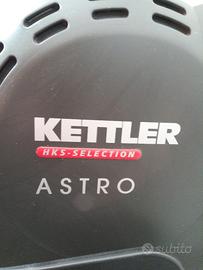 KETTLER
HKS-SELECTION
ASTRO
subito